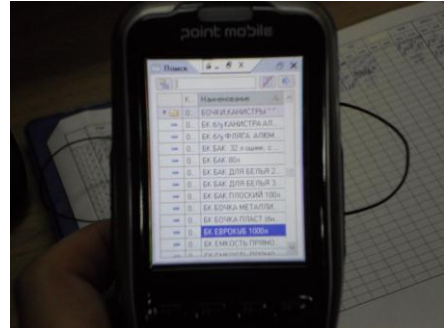 point mobile
Поиск
К... Наименование
0... БОЧКИ,КАНИСТРЫ
0... БК б/у КАНИСТРА АЛ...
0... БК б/у ФЛЯГА АЛЮМ...
0... БК БАК 32 л оцинк. с ...
0... БК БАК 80л
0... БК БАК ДЛЯ БЕЛЬЯ 2...
0... БК БАК ДЛЯ БЕЛЬЯ 3...
0... БК БАК ПЛОСКИЙ 100л
0... БК БОЧКА МЕТАЛЛИ...
0... БК БОЧКА ПЛАСТ
0... БК ЕВРОКУБ 1000л
0... БК ЕМКОСТЬ ПРЯМО...